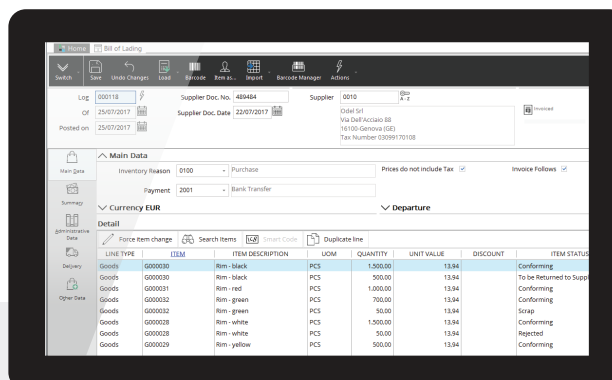 Home Bill of Lading
Switch Save Undo Changes Load Barcode Item as... Import Barcode Manager Actions
Log 000118 Supplier Doc. No. 489484 Supplier 0010 A - Z
Of 25/07/2017 Supplier Doc. Date 22/07/2017 Odel Srl Invoiced
Via Dell'Acciaio 88
Posted on 25/07/2017 16100-Genova (GE)
Tax Number 03099170108
Main Data
Main Data
Inventory Reason 0100 Purchase Prices do not include Tax Invoice Follows
Payment 2001 Bank Transfer
Summary
Currency EUR Departure
Detail
Administrative Data
Force item change Search Items Smart Code Duplicate line
LINE TYPE ITEM ITEM DESCRIPTION UOM QUANTITY UNIT VALUE DISCOUNT ITEM STATUS
Delivery
Goods G000030 Rim - black PCS 1.500,00 13,94 Conforming
Goods G000030 Rim - black PCS 500,00 13,94 To be Returned to Suppl
Goods G000031 Rim - red PCS 1.000,00 13,94 Conforming
Other Data
Goods G000032 Rim - green PCS 700,00 13,94 Conforming
Goods G000032 Rim - green PCS 50,00 13,94 Scrap
Goods G000028 Rim - white PCS 1.500,00 13,94 Conforming
Goods G000028 Rim - white PCS 50,00 13,94 Rejected
Goods G000029 Rim - yellow PCS 500,00 13,94 Conforming